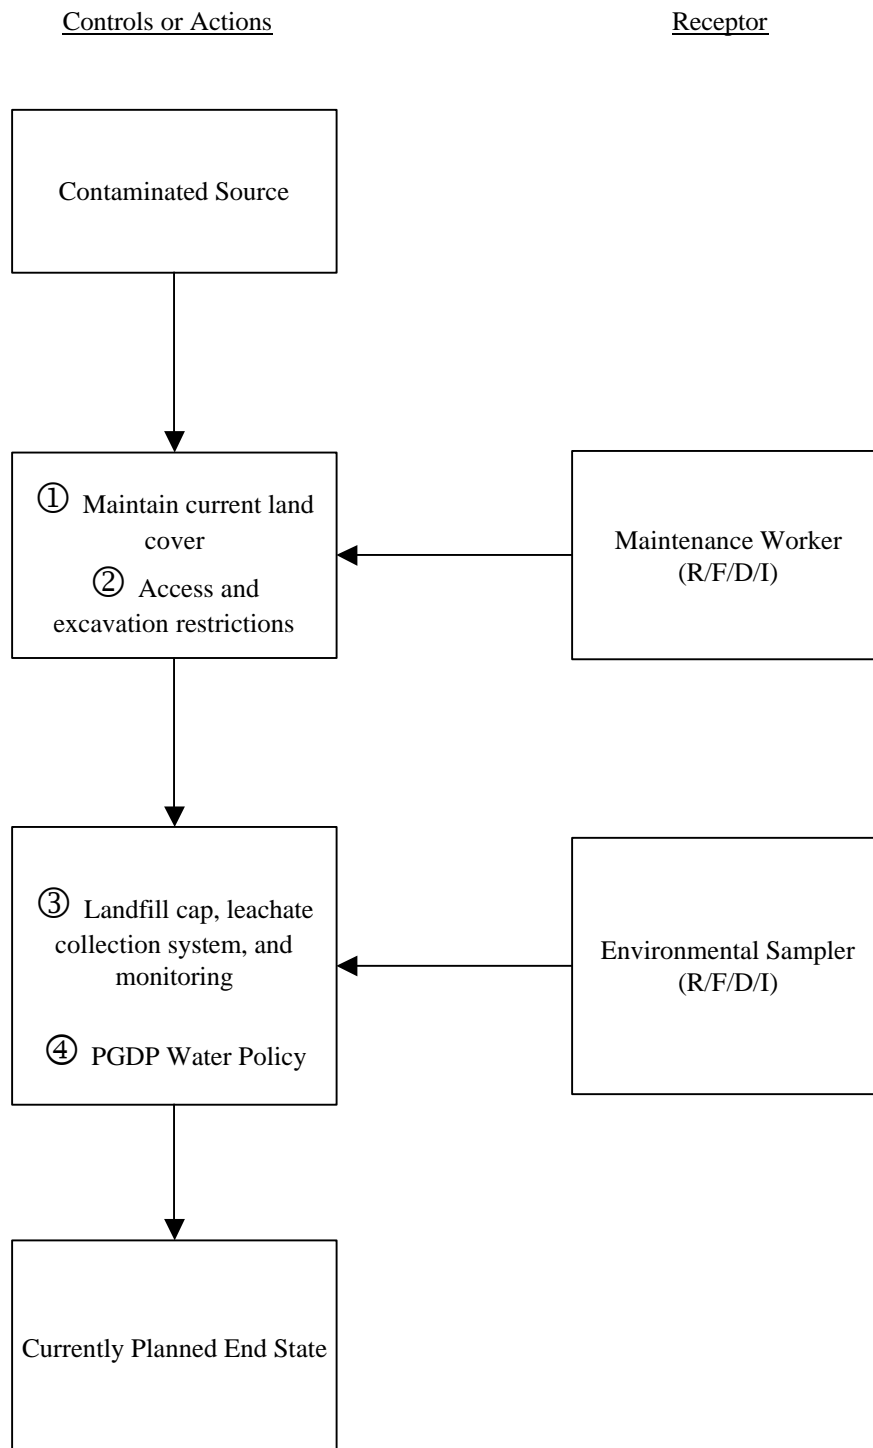 Controls or Actions
Receptor
Contaminated Source
① Maintain current land
cover
② Access and
excavation restrictions
Maintenance Worker
(R/F/D/I)
③ Landfill cap, leachate
collection system, and
monitoring
④ PGDP Water Policy
Environmental Sampler
(R/F/D/I)
Currently Planned End State